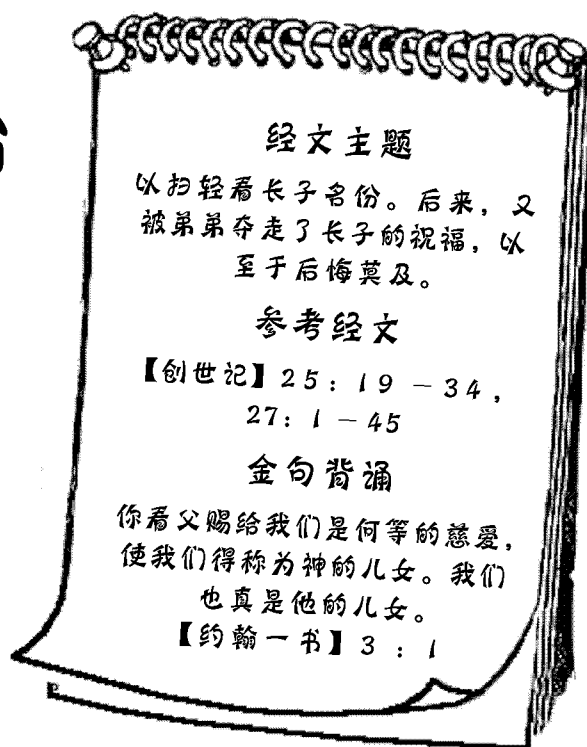 经文主题
以扫轻看长子名份。后来，又
被弟弟夺走了长子的祝福，以
至于后悔莫及。
参考经文
【创世记】25：19－34，
27：1－45
金句背诵
你看父赐给我们是何等的慈爱，
使我们得称为神的儿女。我们
也真是他的儿女。
【约翰一书】3：1